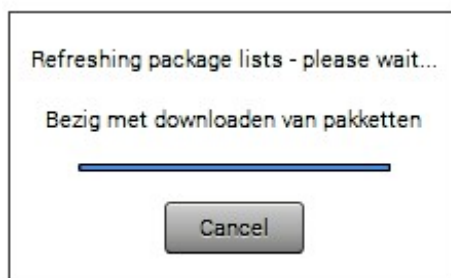 Refreshing package lists - please wait...
Bezig met downloaden van pakketten
Cancel